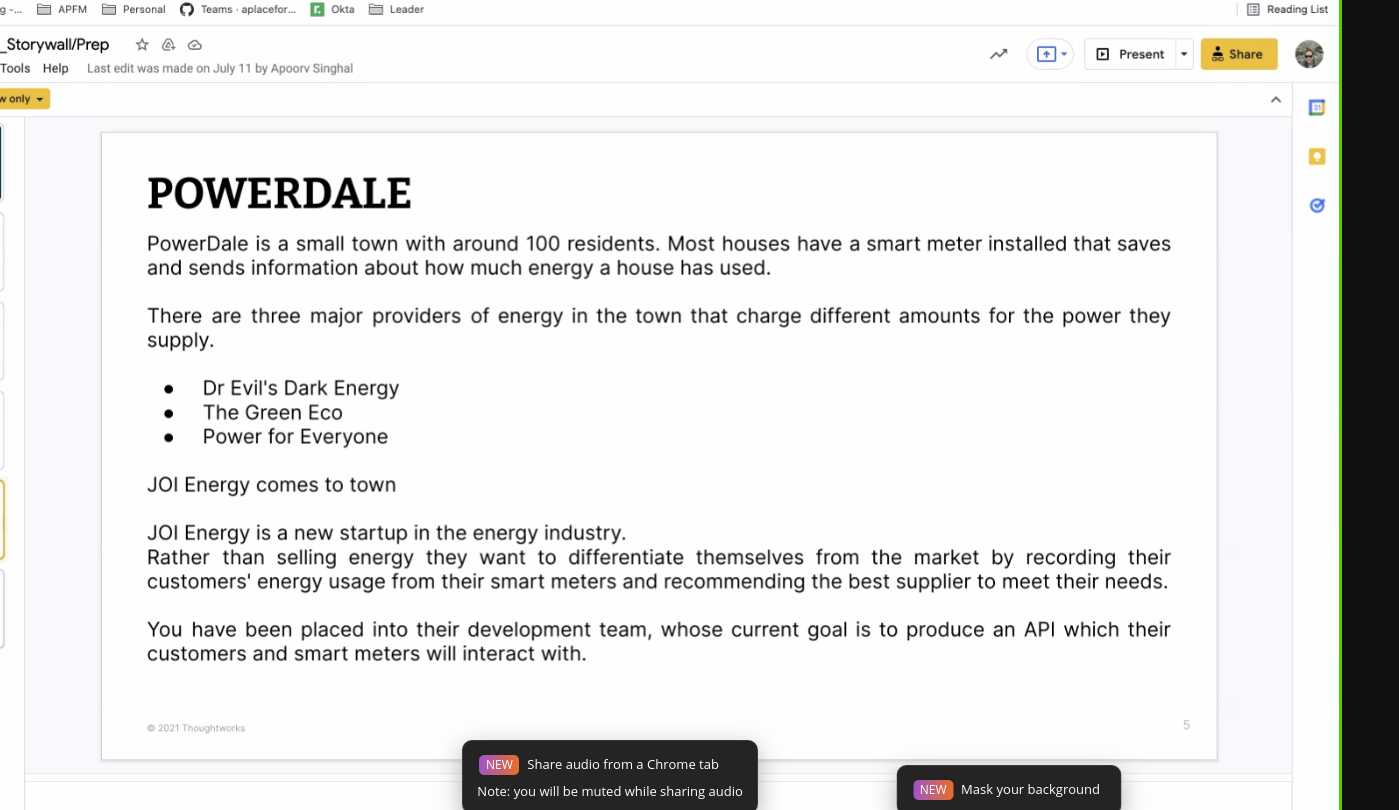 g -... APFM Personal Teams · aplacefor... Okta Leader Reading List
_Storywall/Prep
Tools Help Last edit was made on July 11 by Apoorv Singhal
Present Share
w only
31
POWERDALE
PowerDale is a small town with around 100 residents. Most houses have a smart meter installed that saves
and sends information about how much energy a house has used.
There are three major providers of energy in the town that charge different amounts for the power they
supply.
● Dr Evil's Dark Energy
● The Green Eco
● Power for Everyone
JOI Energy comes to town
JOI Energy is a new startup in the energy industry.
Rather than selling energy they want to differentiate themselves from the market by recording their
customers' energy usage from their smart meters and recommending the best supplier to meet their needs.
You have been placed into their development team, whose current goal is to produce an API which their
customers and smart meters will interact with.
© 2021 Thoughtworks
5
NEW Share audio from a Chrome tab
Note: you will be muted while sharing audio
NEW Mask your background